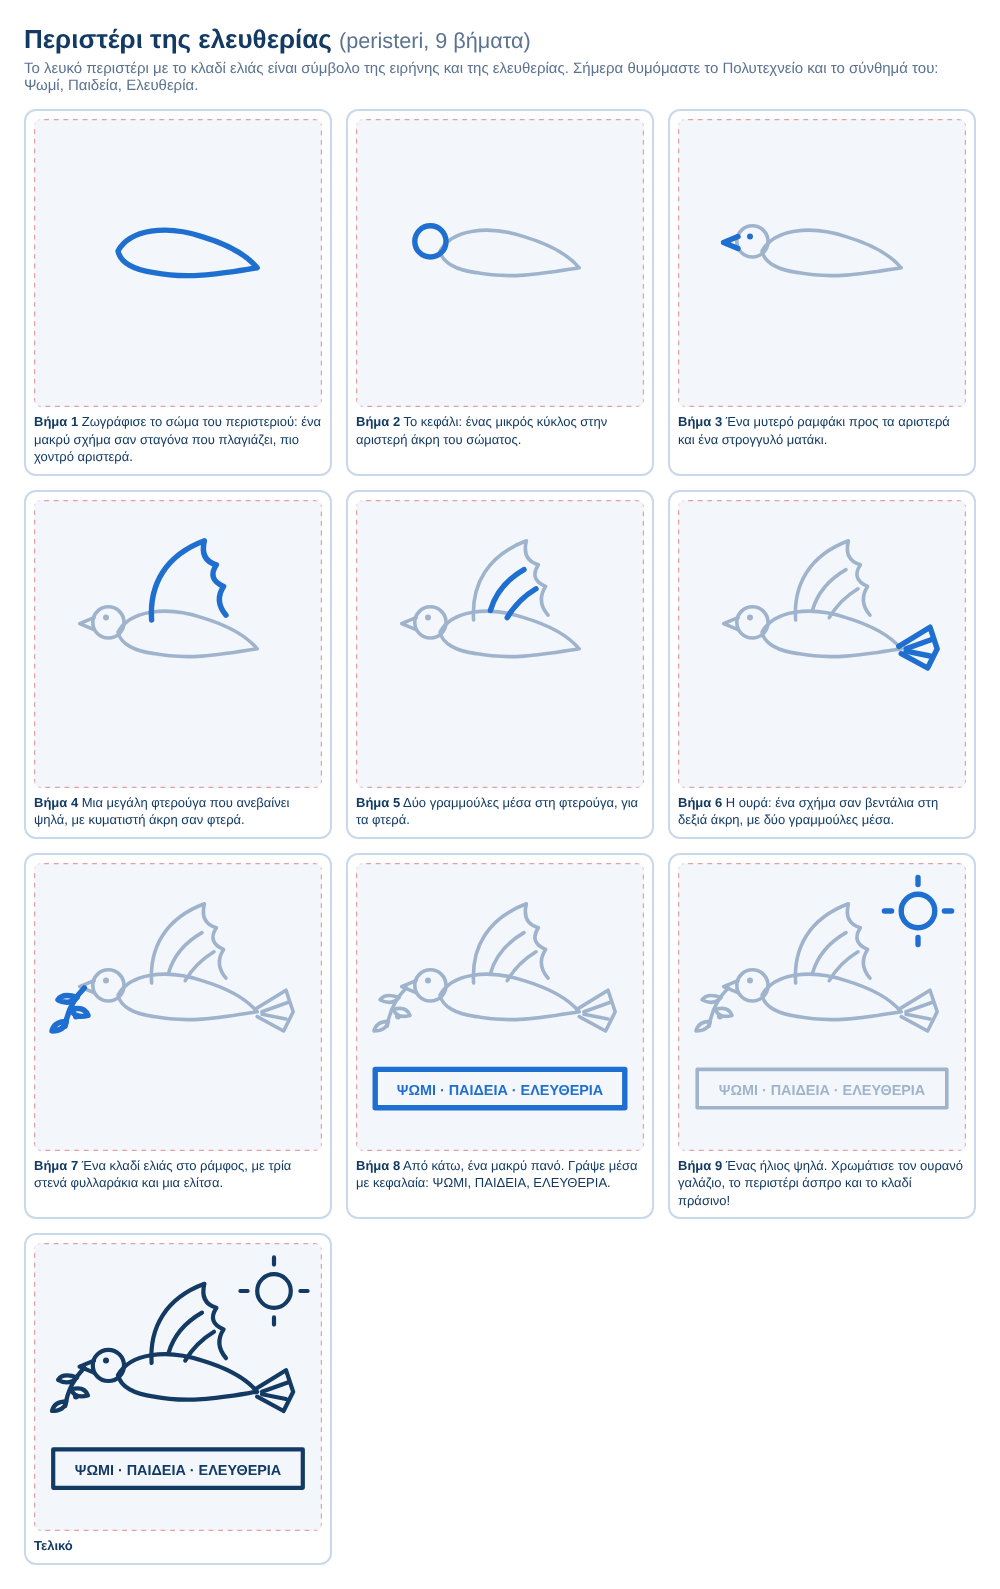 Περιστέρι της ελευθερίας (peristeri, 9 βήματα)
Το λευκό περιστέρι με το κλαδί ελιάς είναι σύμβολο της ειρήνης και της ελευθερίας. Σήμερα θυμόμαστε το Πολυτεχνείο και το σύνθημά του:
Ψωμί, Παιδεία, Ελευθερία.
Βήμα 1 Ζωγράφισε το σώμα του περιστεριού: ένα
μακρύ σχήμα σαν σταγόνα που πλαγιάζει, πιο
χοντρό αριστερά.
Βήμα 2 Το κεφάλι: ένας μικρός κύκλος στην
αριστερή άκρη του σώματος.
Βήμα 3 Ένα μυτερό ραμφάκι προς τα αριστερά
και ένα στρογγυλό ματάκι.
Βήμα 4 Μια μεγάλη φτερούγα που ανεβαίνει
ψηλά, με κυματιστή άκρη σαν φτερά.
Βήμα 5 Δύο γραμμούλες μέσα στη φτερούγα, για
τα φτερά.
Βήμα 6 Η ουρά: ένα σχήμα σαν βεντάλια στη
δεξιά άκρη, με δύο γραμμούλες μέσα.
Βήμα 7 Ένα κλαδί ελιάς στο ράμφος, με τρία
στενά φυλλαράκια και μια ελίτσα.
ΨΩΜΙ · ΠΑΙΔΕΙΑ · ΕΛΕΥΘΕΡΙΑ
Βήμα 8 Από κάτω, ένα μακρύ πανό. Γράψε μέσα
με κεφαλαία: ΨΩΜΙ, ΠΑΙΔΕΙΑ, ΕΛΕΥΘΕΡΙΑ.
ΨΩΜΙ · ΠΑΙΔΕΙΑ · ΕΛΕΥΘΕΡΙΑ
Βήμα 9 Ένας ήλιος ψηλά. Χρωμάτισε τον ουρανό
γαλάζιο, το περιστέρι άσπρο και το κλαδί
πράσινο!
ΨΩΜΙ · ΠΑΙΔΕΙΑ · ΕΛΕΥΘΕΡΙΑ
Τελικό